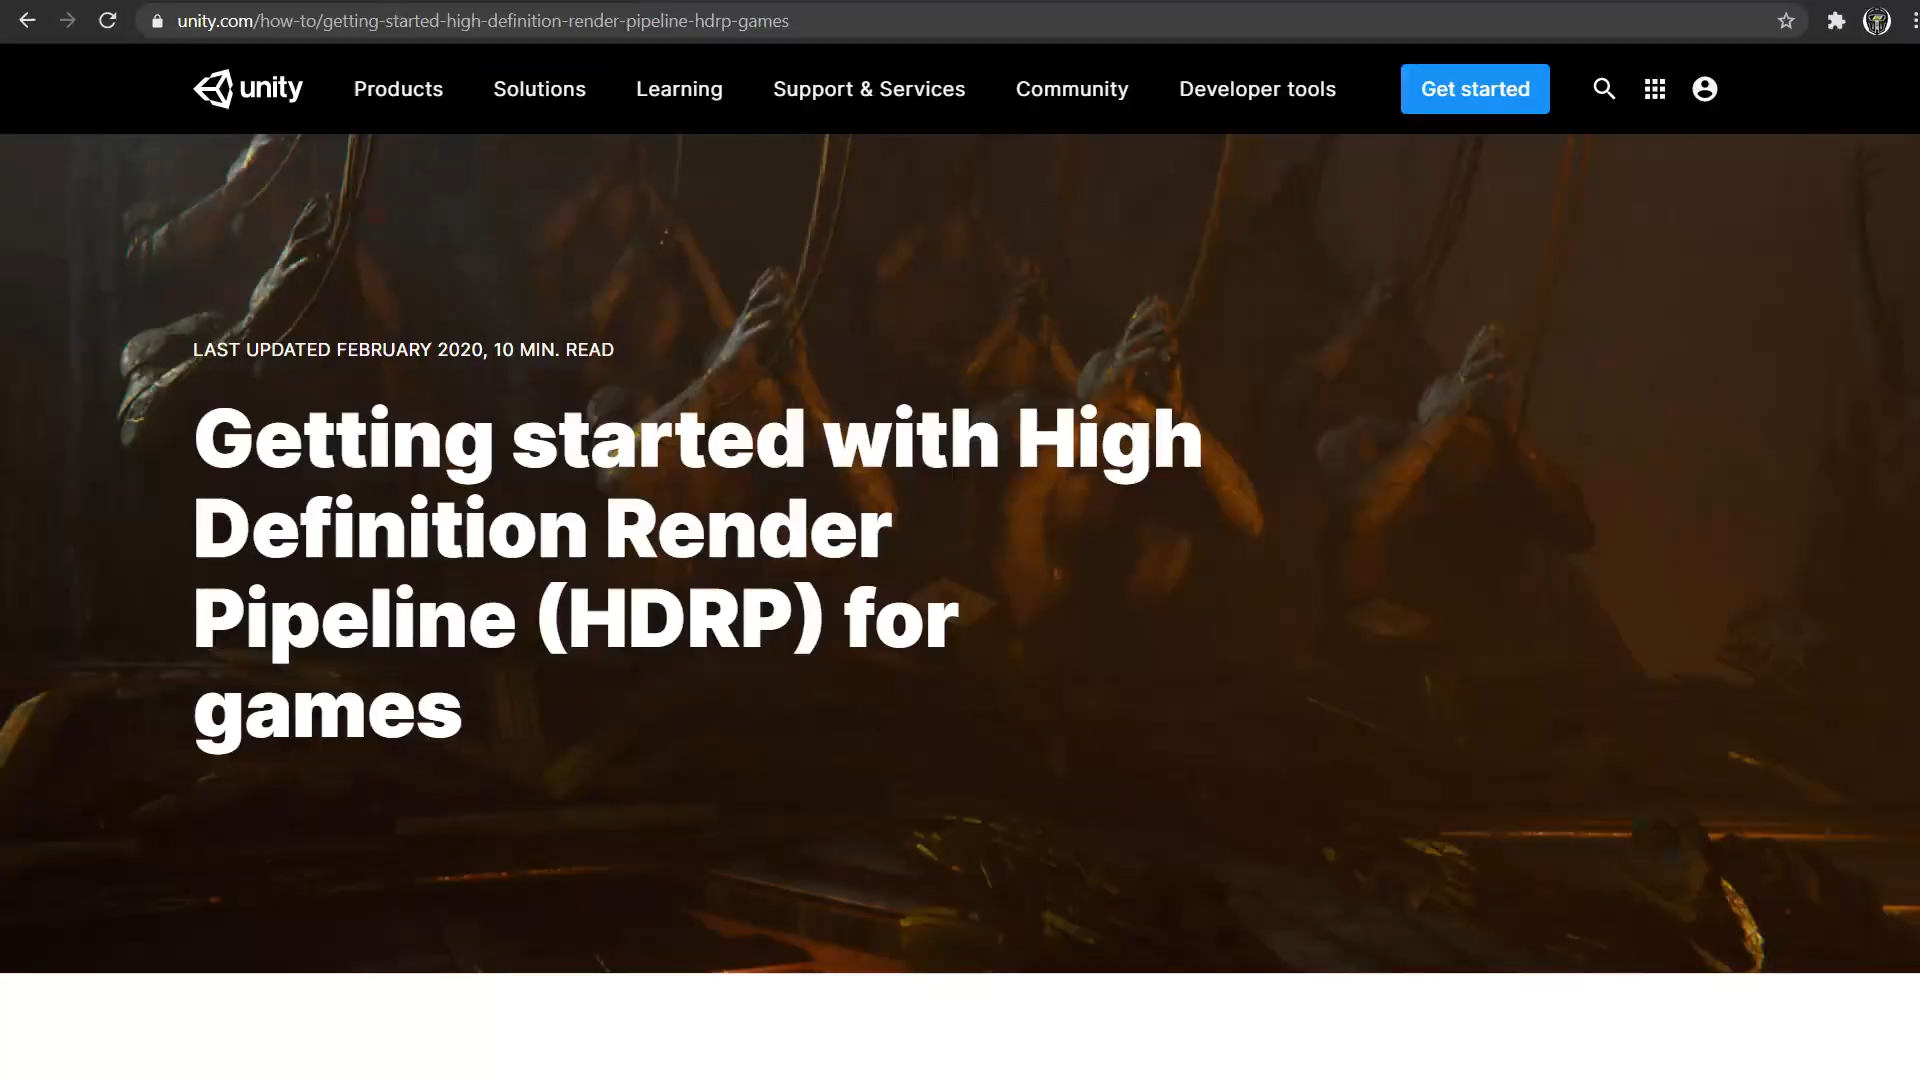 unity.com/how-to/getting-started-high-definition-render-pipeline-hdrp-games
unity Products Solutions Learning Support & Services Community Developer tools Get started
LAST UPDATED FEBRUARY 2020, 10 MIN. READ
Getting started with High
Definition Render
Pipeline (HDRP) for
games